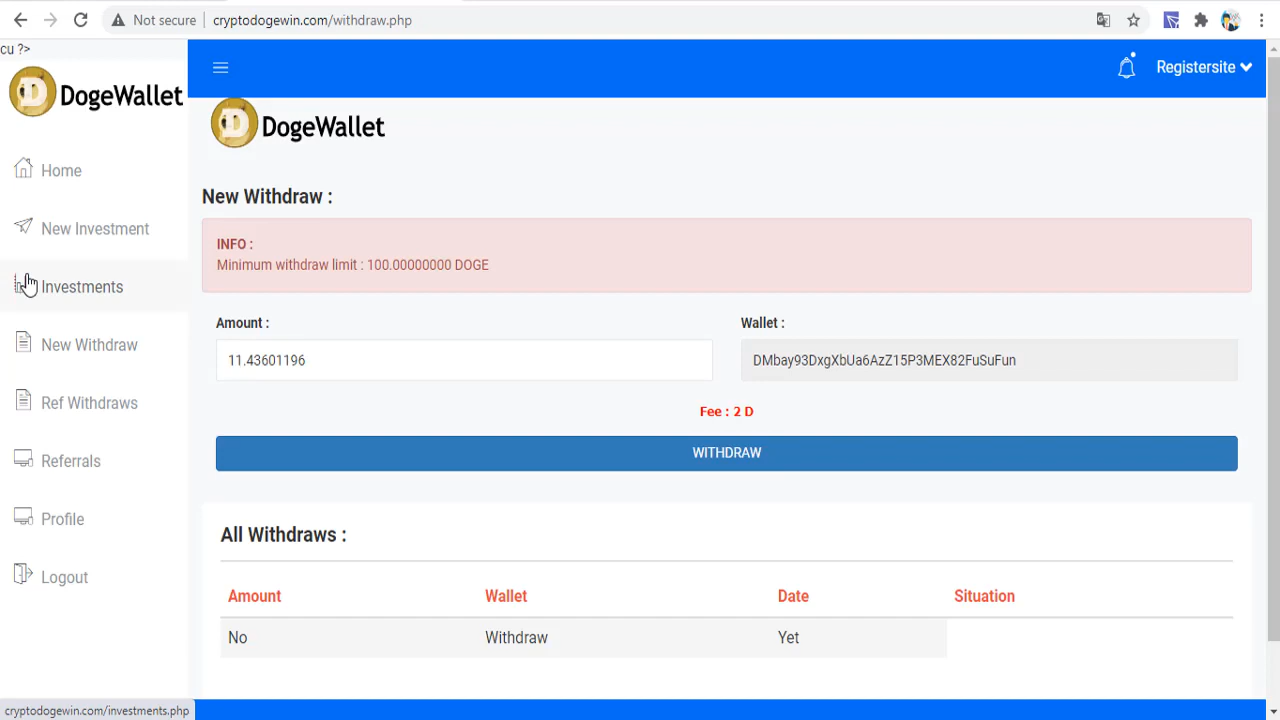 Not secure
cryptodogewin.com/withdraw.php
cu ?>
DogeWallet
Registersite
DogeWallet
Home
New Investment
Investments
New Withdraw
Ref Withdraws
Referrals
Profile
Logout
New Withdraw :
INFO :
Minimum withdraw limit : 100.00000000 DOGE
Amount : Wallet :
11.43601196 DMbay93DxgXbUa6AzZ15P3MEX82FuSuFun
Fee : 2 D
WITHDRAW
All Withdraws :
Amount Wallet Date Situation
No Withdraw Yet
cryptodogewin.com/investments.php